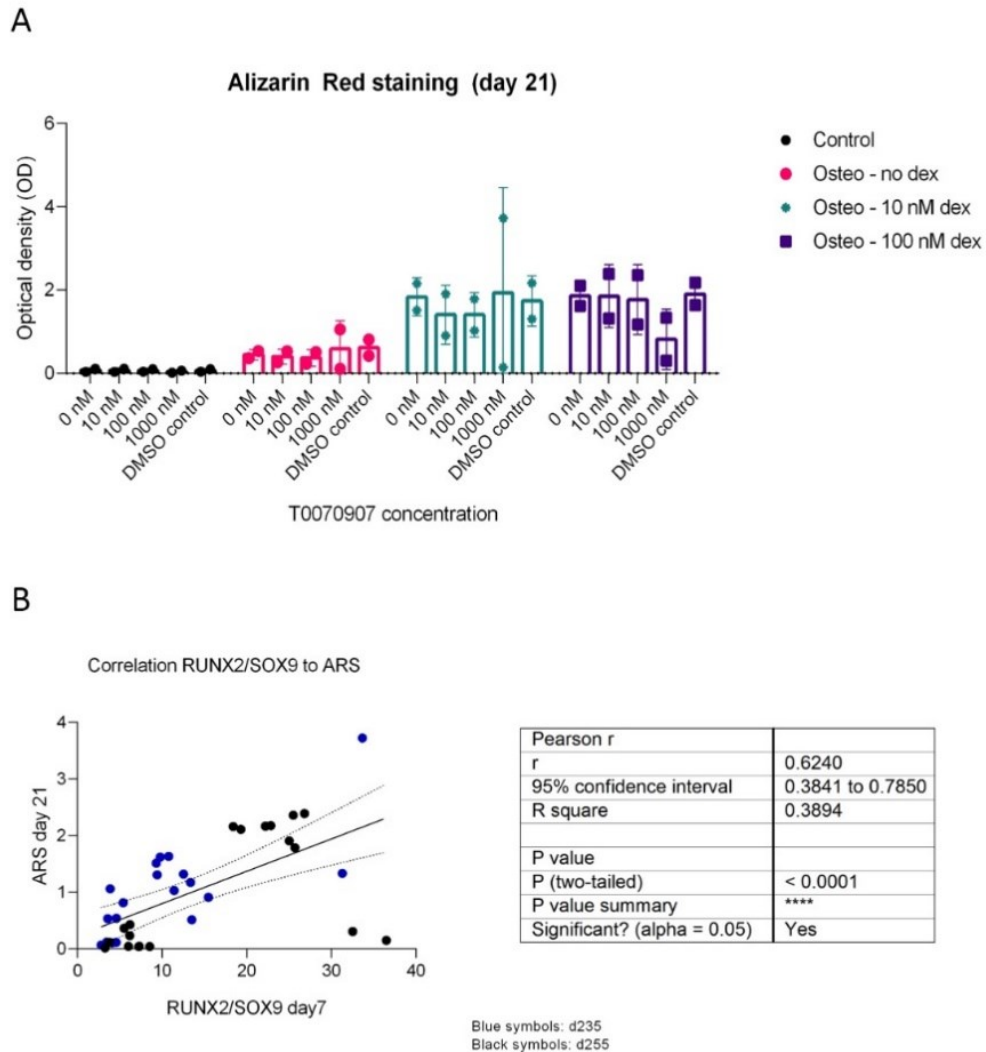 A
Alizarin Red staining (day 21)
6
4
2
0
Optical density (OD)
Control
Osteo - no dex
Osteo - 10 nM dex
Osteo - 100 nM dex
0 nM
10 nM
100 nM
1000 nM
DMSO control
0 nM
10 nM
100 nM
1000 nM
DMSO control
0 nM
10 nM
100 nM
1000 nM
DMSO control
0 nM
10 nM
100 nM
1000 nM
DMSO control
T0070907 concentration
B
Correlation RUNX2/SOX9 to ARS
4
3
2
1
0
ARS day 21
0 10 20 30 40
RUNX2/SOX9 day7
Pearson r
r 0.6240
95% confidence interval 0.3841 to 0.7850
R square 0.3894
P value
P (two-tailed) < 0.0001
P value summary ****
Significant? (alpha = 0.05) Yes
Blue symbols: d235
Black symbols: d255